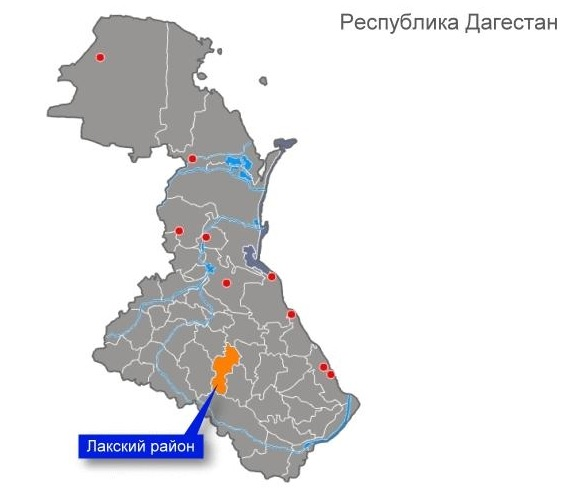 Республика Дагестан
Лакский район